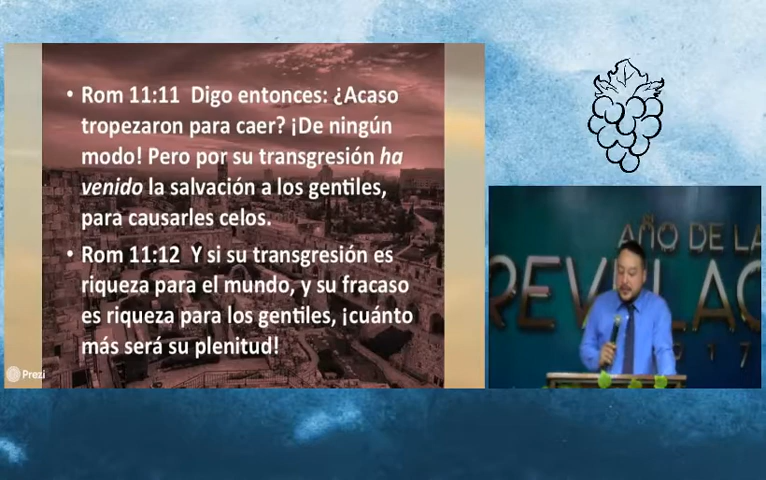 • Rom 11:11 Digo entonces: ¿Acaso
tropezaron para caer? ¡De ningún
modo! Pero por su transgresión ha
venido la salvación a los gentiles,
para causarles celos.
• Rom 11:12 Y si su transgresión es
riqueza para el mundo, y su fracaso
es riqueza para los gentiles, ¡cuánto
más será su plenitud!
Prezi
AÑO DE LA
REVELAC
017